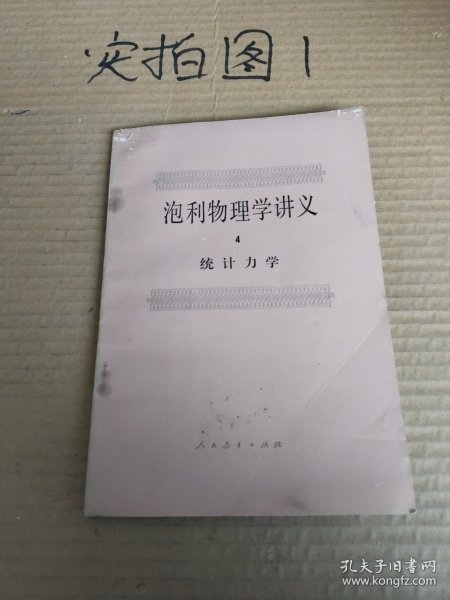 实拍图1
泡利物理学讲义
4
统计力学
人民教育出版社
孔夫子旧书网
www.kongfz.com